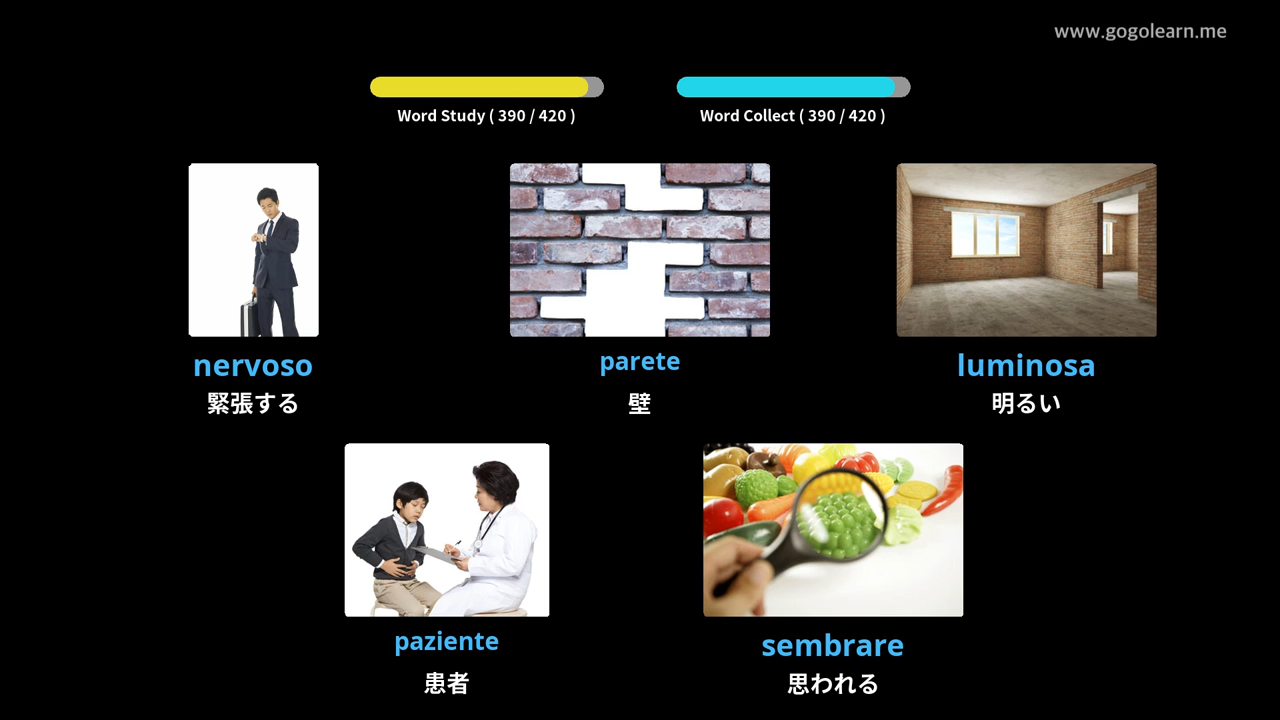 www.gogolearn.me
Word Study ( 390 / 420 )
Word Collect ( 390 / 420 )
nervoso
緊張する
parete
壁
luminosa
明るい
paziente
患者
sembrare
思われる